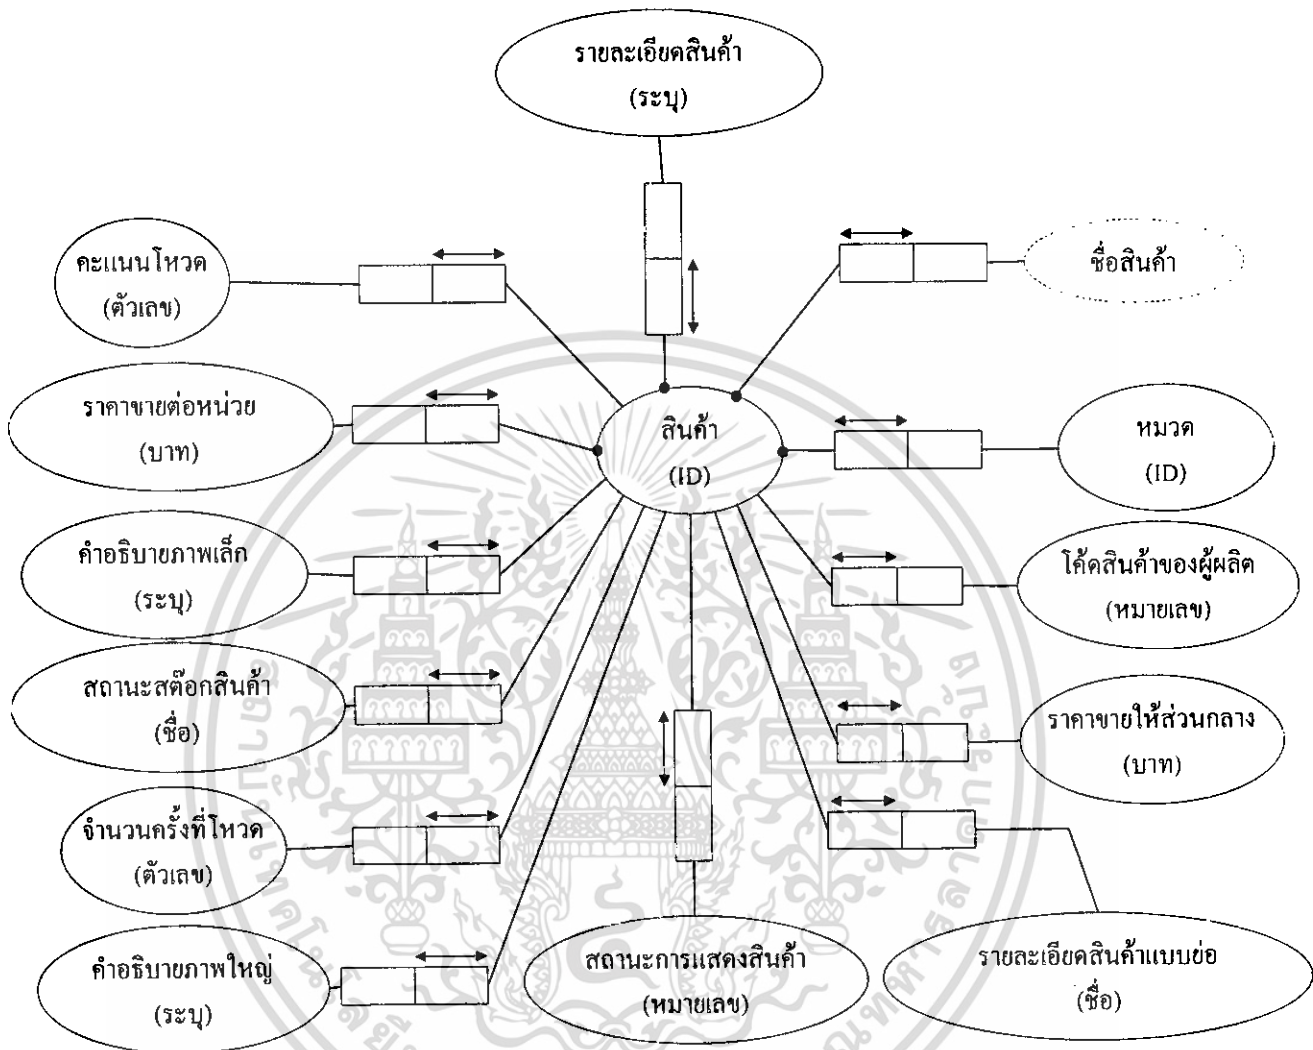 รายละเอียดสินค้า
(ระบุ)
คะแนนโหวด
(ตัวเลข)
ชื่อสินค้า
ราคาขายต่อหน่วย
(บาท)
สินค้า
(ID)
หมวด
(ID)
คำอธิบายภาพเล็ก
(ระบุ)
โค้ดสินค้าของผู้ผลิต
(หมายเลข)
สถานะสต๊อกสินค้า
(ชื่อ)
ราคาขายให้ส่วนกลาง
(บาท)
จำนวนครั้งที่โหวด
(ตัวเลข)
คำอธิบายภาพใหญ่
(ระบุ)
สถานะการแสดงสินค้า
(หมายเลข)
รายละเอียดสินค้าแบบย่อ
(ชื่อ)